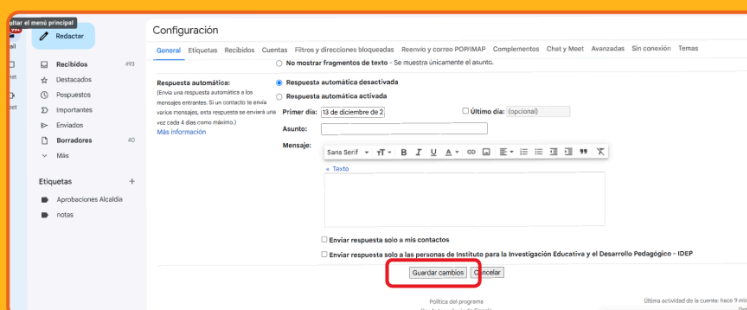 ltar el menú principal
Redactar
Configuración
General Etiquetas Recibidos Cuentas Filtros y direcciones bloqueadas Reenvío y correo POP/IMAP Complementos Chat y Meet Avanzadas Sin conexión Temas
Recibidos 493
Destacados
Pospuestos
Importantes
Enviados
Borradores 40
Más
Etiquetas +
Aprobaciones Alcaldía
notas
No mostrar fragmentos de texto - Se muestra únicamente el asunto.
Respuesta automática:
(Envía una respuesta automática a los
mensajes entrantes. Si un contacto te envía
varios mensajes, esta respuesta se enviará una
vez cada 4 días como máximo.)
Más información
Respuesta automática desactivada
Respuesta automática activada
Primer día: 13 de diciembre de 2 Último día: (opcional)
Asunto:
Mensaje:
Sans Serif
« Texto
Enviar respuesta solo a mis contactos
Enviar respuesta solo a las personas de Instituto para la Investigación Educativa y el Desarrollo Pedagógico – IDEP
Guardar cambios Cancelar
Política del programa
Última actividad de la cuenta: hace 9